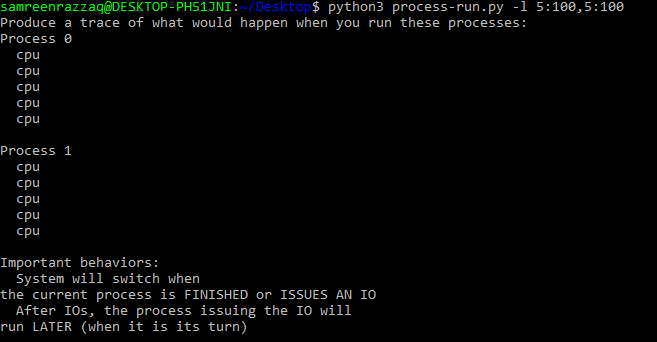 samreenrazzaq@DESKTOP-PH51JNI:~/Desktop$ python3 process-run.py -l 5:100,5:100
Produce a trace of what would happen when you run these processes:
Process 0
  cpu
  cpu
  cpu
  cpu
  cpu

Process 1
  cpu
  cpu
  cpu
  cpu
  cpu

Important behaviors:
  System will switch when
the current process is FINISHED or ISSUES AN IO
  After IOs, the process issuing the IO will
run LATER (when it is its turn)